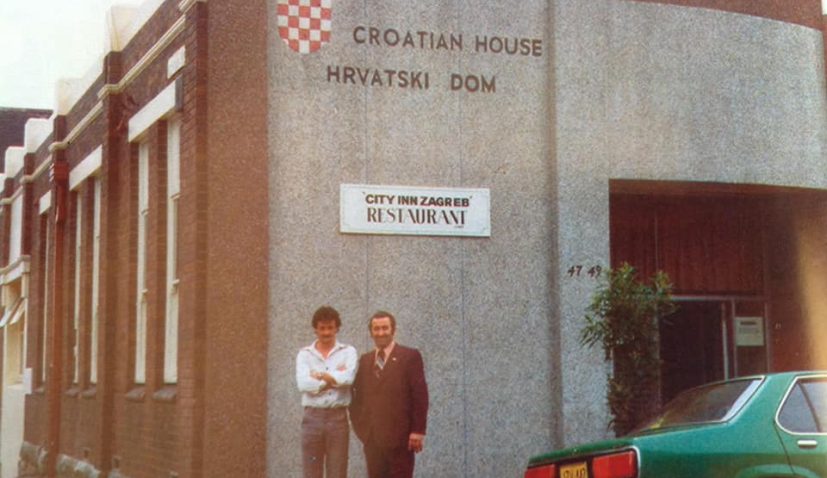 CROATIAN HOUSE
HRVATSKI DOM
'CITY INN ZAGREB'
RESTAURANT
47 49